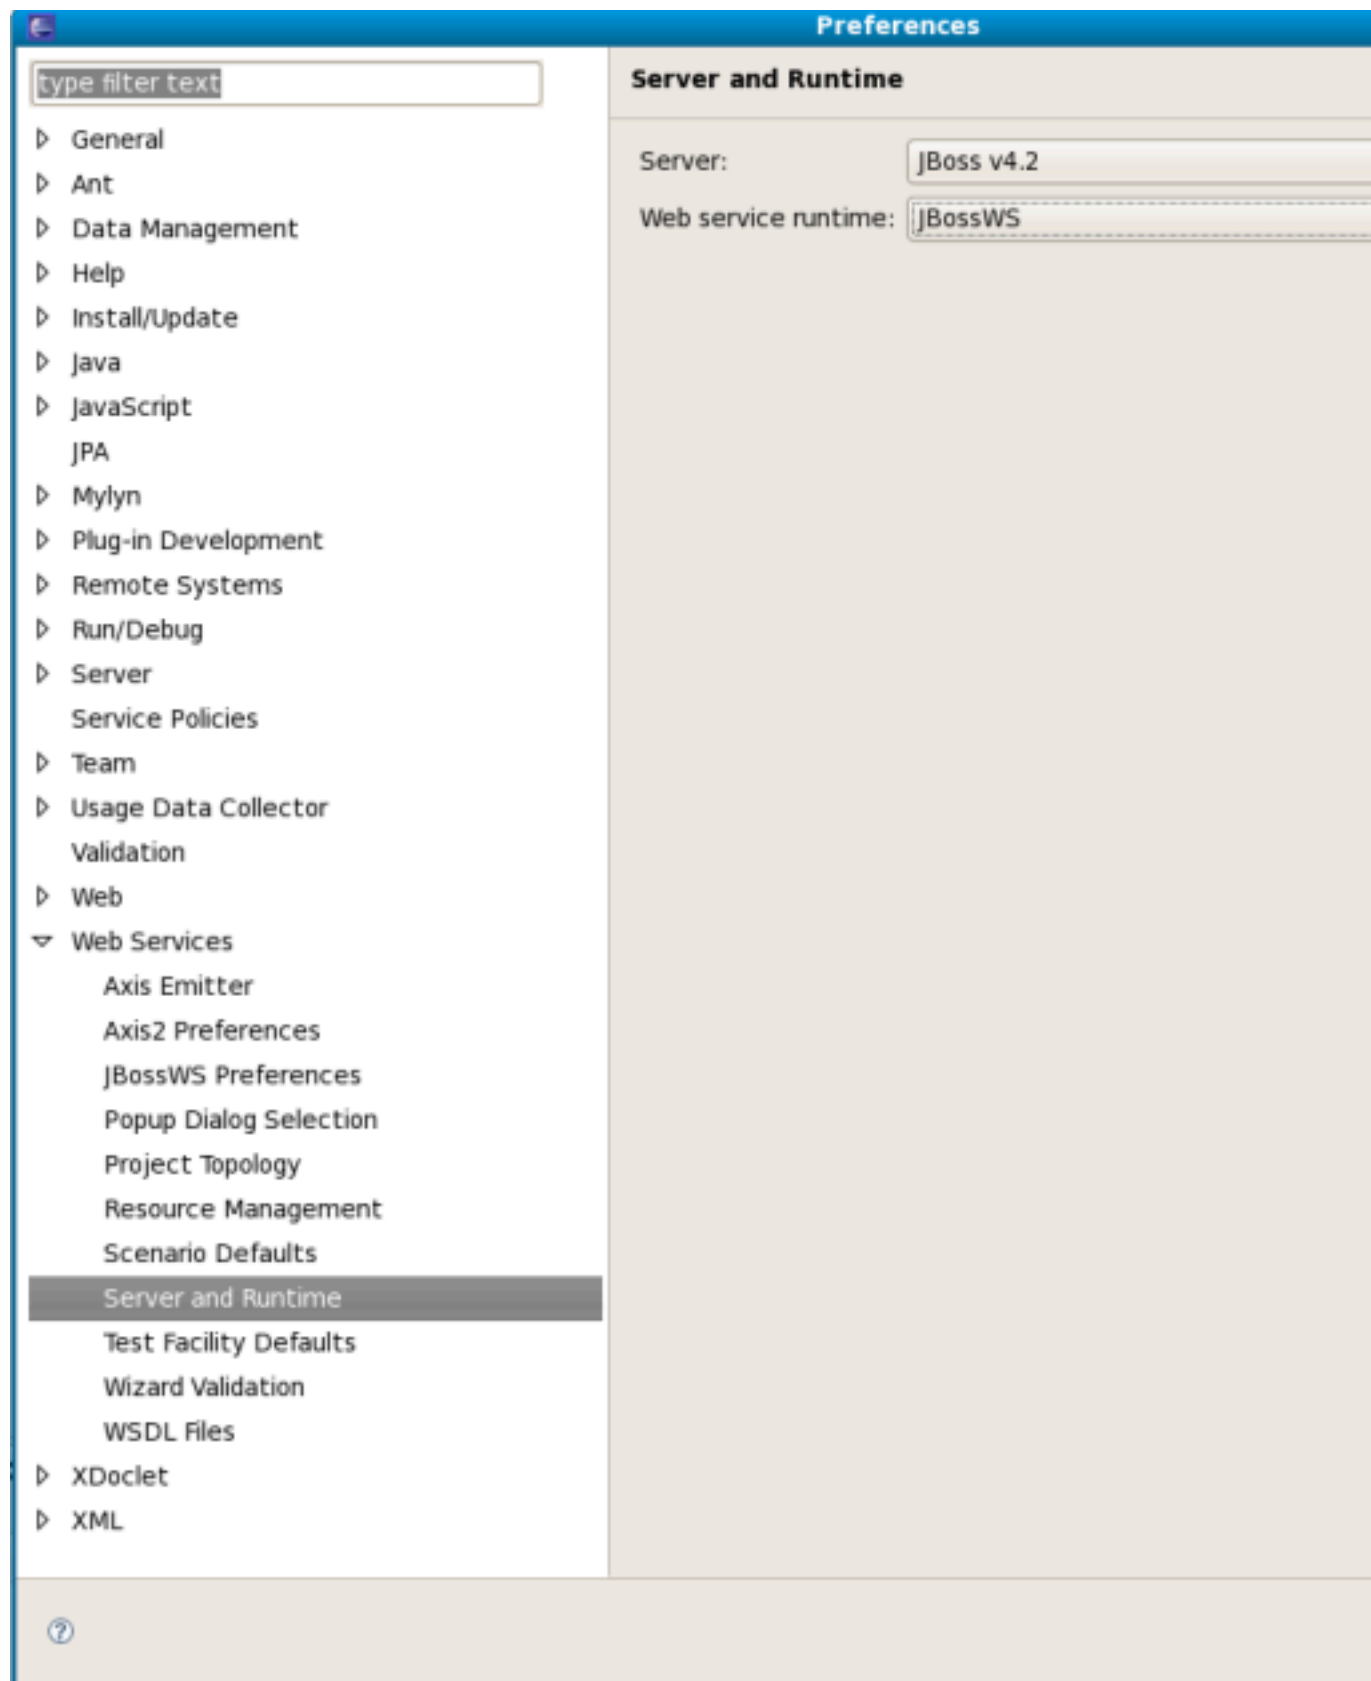 Preferences
type filter text
Server and Runtime
General
Server:
JBoss v4.2
Ant
Web service runtime:
JBossWS
Data Management
Help
Install/Update
Java
JavaScript
JPA
Mylyn
Plug-in Development
Remote Systems
Run/Debug
Server
Service Policies
Team
Usage Data Collector
Validation
Web
Web Services
Axis Emitter
Axis2 Preferences
JBossWS Preferences
Popup Dialog Selection
Project Topology
Resource Management
Scenario Defaults
Server and Runtime
Test Facility Defaults
Wizard Validation
WSDL Files
XDoclet
XML
?